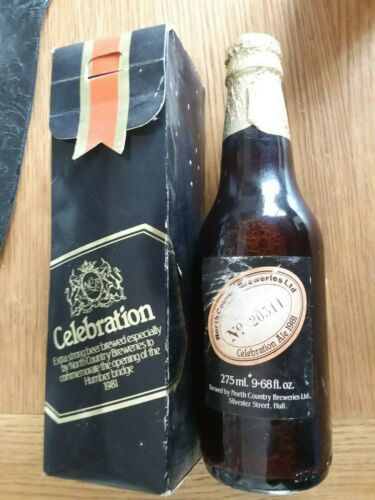 NCB
Celebration
Extra strong beer brewed especially
by North Country Breweries to
commemorate the opening of the
Humber bridge
1981
North Country Breweries Ltd
No 20511
Celebration Ale 1981
275 ml. 9·68 fl. oz.
Brewed by North Country Breweries Ltd.,
Silvester Street. Hull.